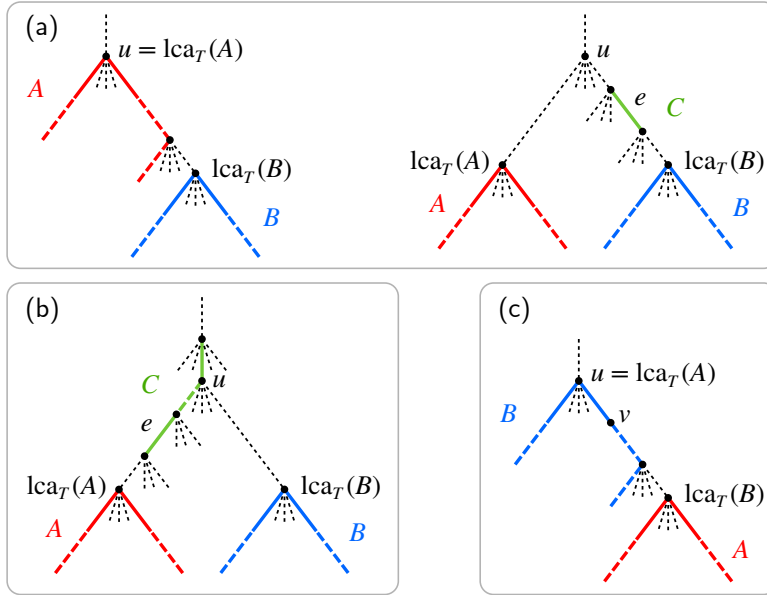 (a)
u = lca_T(A)
A
lca_T(B)
B
u
e
C
lca_T(A)
A
lca_T(B)
B
(b)
C
u
e
lca_T(A)
A
lca_T(B)
B
(c)
u = lca_T(A)
B
v
lca_T(B)
A